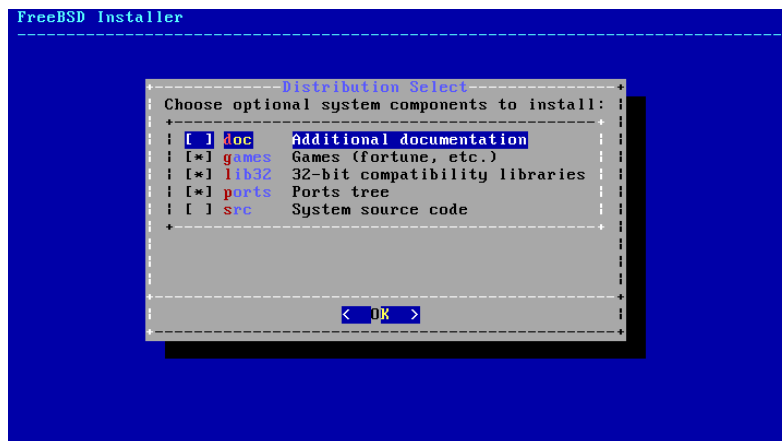 FreeBSD Installer
Distribution Select
Choose optional system components to install:
[ ] doc Additional documentation
[*] games Games (fortune, etc.)
[*] lib32 32-bit compatibility libraries
[*] ports Ports tree
[ ] src System source code
< OK >